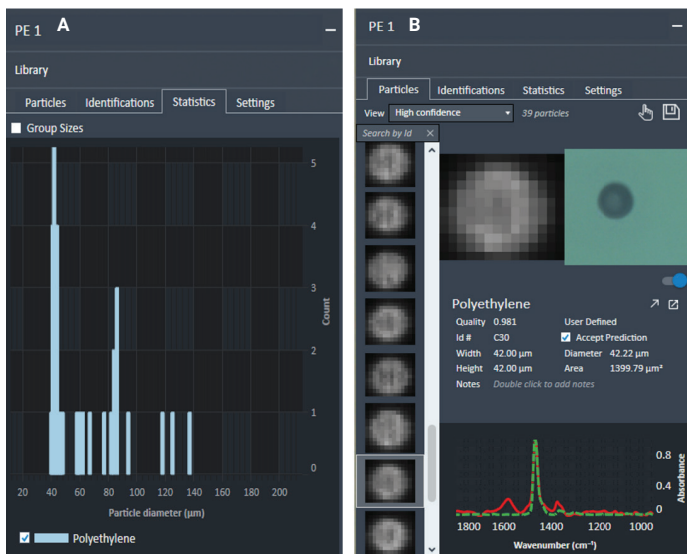 PE 1 A
Library
Particles Identifications Statistics Settings
Group Sizes
5
4
3
2
1
0
Count
20 40 60 80 100 120 140 160 180 200
Particle diameter (µm)
Polyethylene
PE 1 B
Library
Particles Identifications Statistics Settings
View High confidence 39 particles
Search by Id ×
Polyethylene
Quality 0.981 User Defined
Id # C30 Accept Prediction
Width 42.00 µm Diameter 42.22 µm
Height 42.00 µm Area 1399.79 µm²
Notes Double click to add notes
0.8
0.4
0
Absorbance
1800 1600 1400 1200 1000
Wavenumber (cm⁻¹)